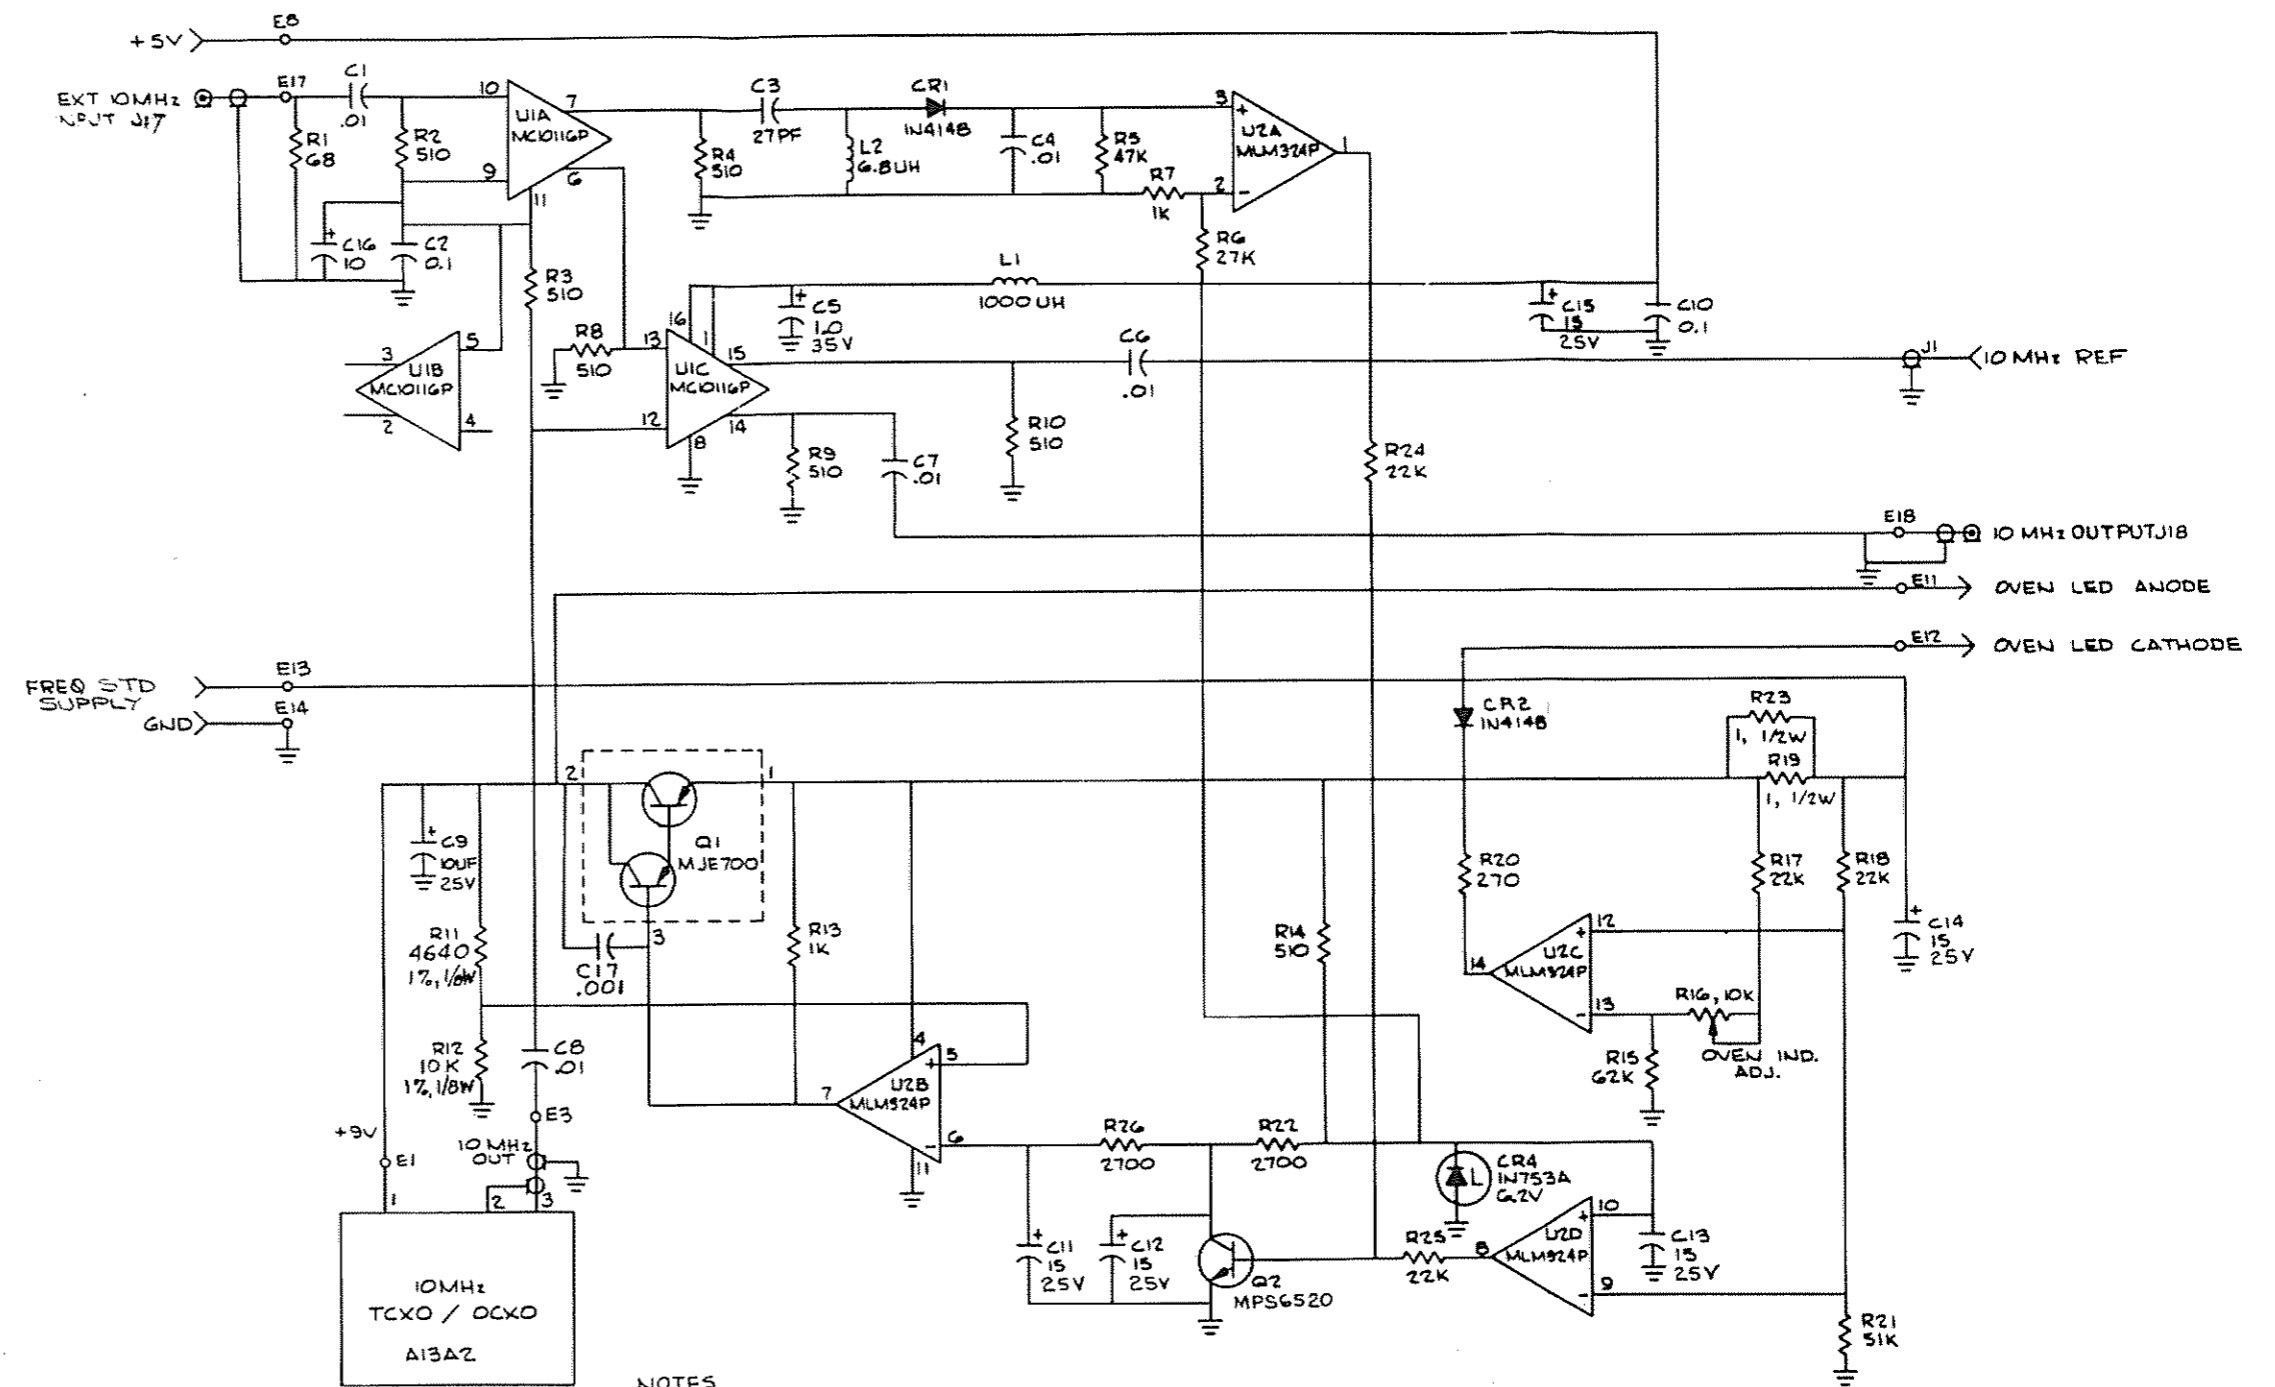 E8
+5V
EXT 10MHz
INPUT J17
E17
C1
.01
R1
68
R2
510
10
9
U1A
MC10116P
7
6
11
C16
10
C2
0.1
R3
510
R4
510
C3
27PF
L2
6.8UH
CR1
1N4148
C4
.01
R5
47K
R7
1K
3
2
U2A
MLM324P
1
R6
27K
L1
1000UH
3
2
U1B
MC10116P
5
4
R8
510
13
12
16
1
U1C
MC10116P
15
14
8
C5
1.0
35V
R9
510
C7
.01
C6
.01
R10
510
R24
22K
C15
15
25V
C10
0.1
J1
10 MHz REF
E18
10 MHz OUTPUT J18
E11
OVEN LED ANODE
E12
OVEN LED CATHODE
FREQ STD
SUPPLY
E13
GND
E14
C9
10UF
25V
R11
4640
1%, 1/8W
R12
10K
1%, 1/8W
C8
.01
E3
+9V
E1
10 MHz
OUT
1
2
3
10MHz
TCXO / OCXO
A13A2
2
1
Q1
MJE700
3
C17
.001
R13
1K
4
5
U2B
MLM324P
7
6
11
R26
2700
R22
2700
C11
15
25V
C12
15
25V
Q2
MPS6520
R14
510
CR2
1N4148
R20
270
R23
1, 1/2W
R19
1, 1/2W
R17
22K
R18
22K
C14
15
25V
12
13
14
U2C
MLM324P
R16, 10K
OVEN IND.
ADJ.
R15
62K
CR4
1N753A
6.2V
R25
22K
8
10
9
U2D
MLM324P
C13
15
25V
R21
51K
NOTES